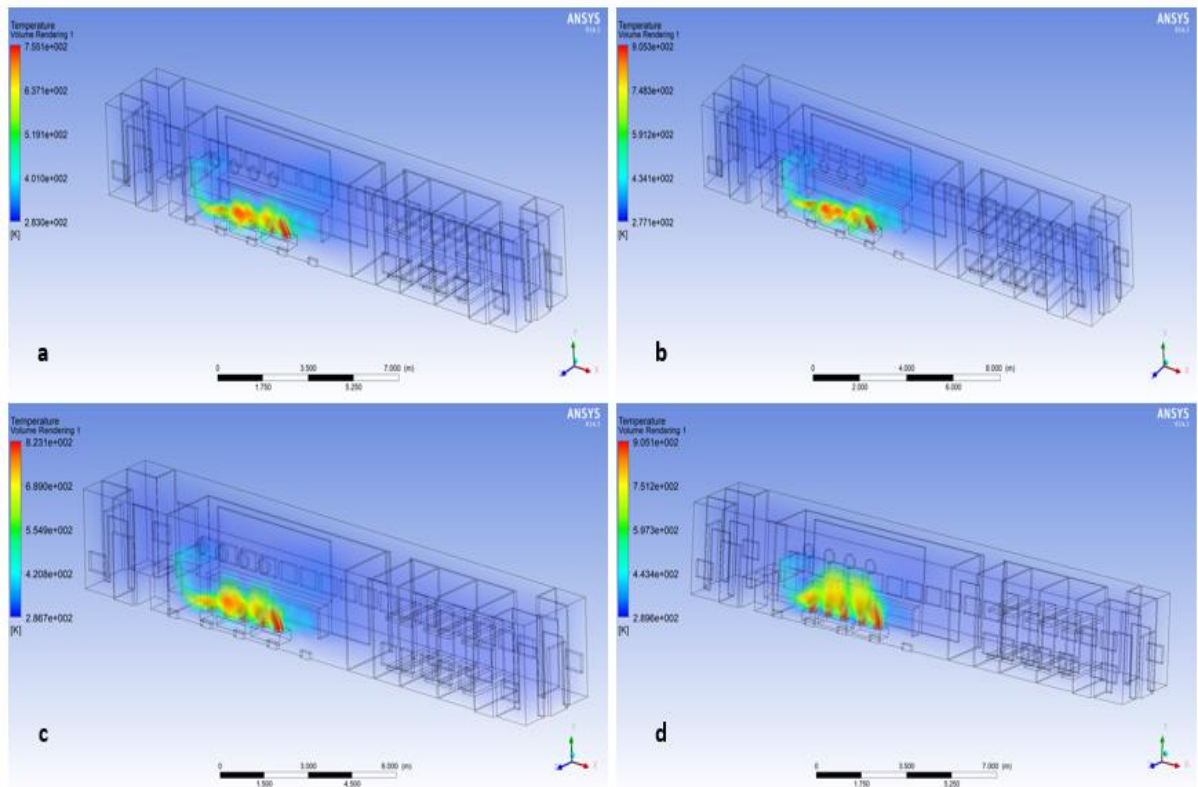 Temperature
Volume Rendering 1
7.551e+002
6.371e+002
5.191e+002
4.010e+002
2.830e+002
[K]
ANSYS
a
0 3.500 7.000 (m)
1.750 5.250
Temperature
Volume Rendering 1
9.053e+002
7.483e+002
5.912e+002
4.341e+002
2.771e+002
[K]
ANSYS
b
0 4.000 8.000 (m)
2.000 6.000
Temperature
Volume Rendering 1
8.231e+002
6.890e+002
5.549e+002
4.208e+002
2.867e+002
[K]
ANSYS
c
0 3.000 6.000 (m)
1.500 4.500
Temperature
Volume Rendering 1
9.051e+002
7.512e+002
5.973e+002
4.434e+002
2.896e+002
[K]
ANSYS
d
0 3.500 7.000 (m)
1.750 5.250